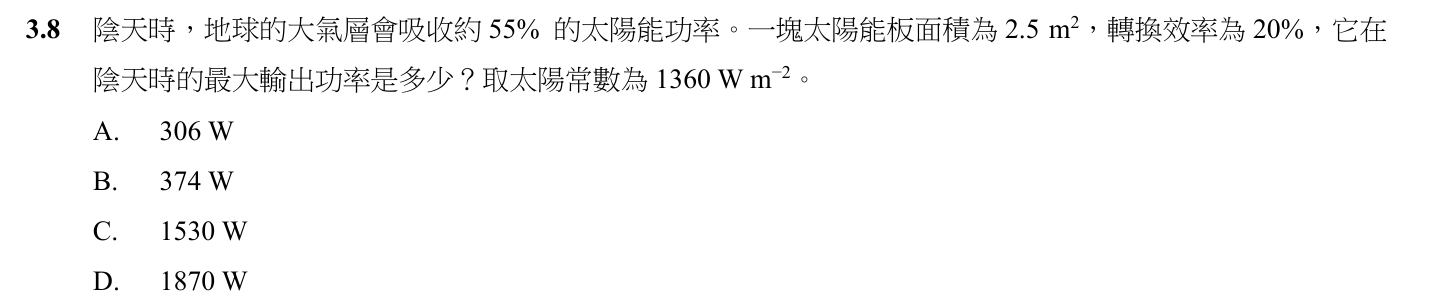 3.8 陰天時，地球的大氣層會吸收約 55% 的太陽能功率。一塊太陽能板面積為 2.5 m²，轉換效率為 20%，它在
陰天時的最大輸出功率是多少？取太陽常數為 1360 W m⁻²。
A. 306 W
B. 374 W
C. 1530 W
D. 1870 W